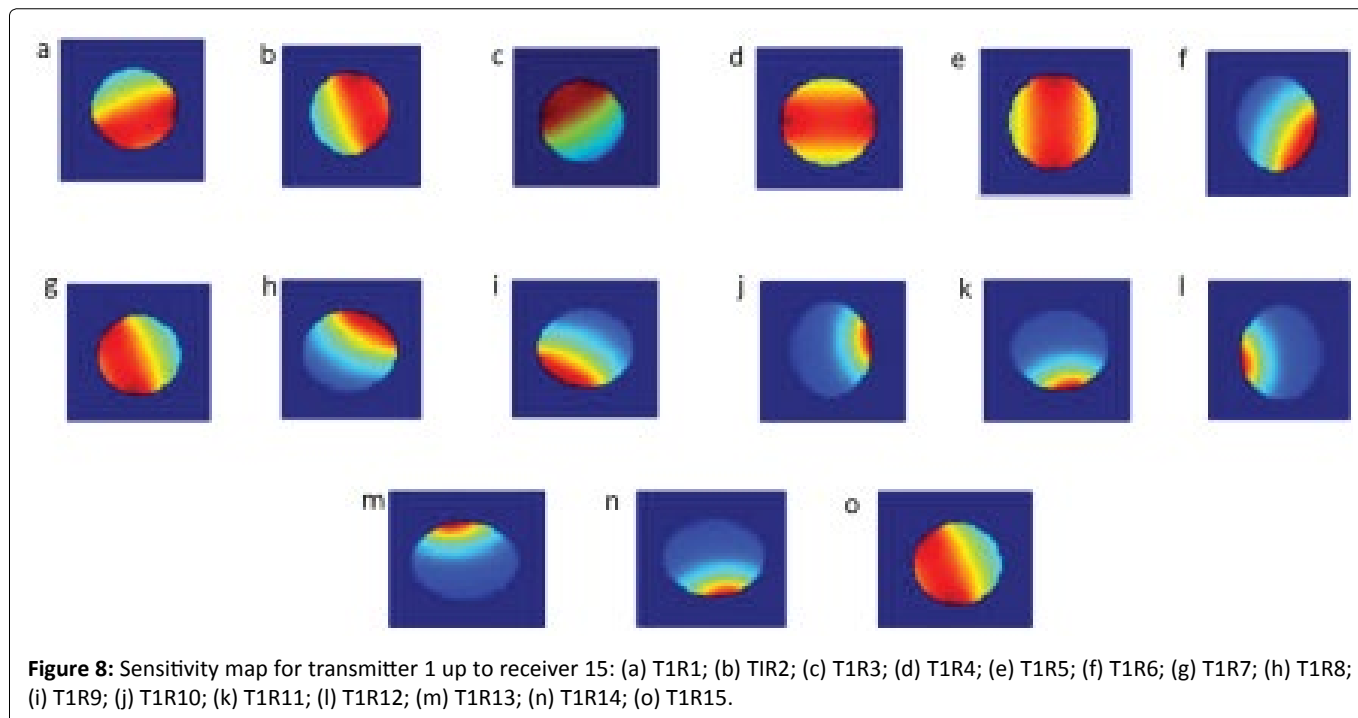 a
b
c
d
e
f
g
h
i
j
k
l
m
n
o
Figure 8: Sensitivity map for transmitter 1 up to receiver 15: (a) T1R1; (b) TIR2; (c) T1R3; (d) T1R4; (e) T1R5; (f) T1R6; (g) T1R7; (h) T1R8;
(i) T1R9; (j) T1R10; (k) T1R11; (l) T1R12; (m) T1R13; (n) T1R14; (o) T1R15.